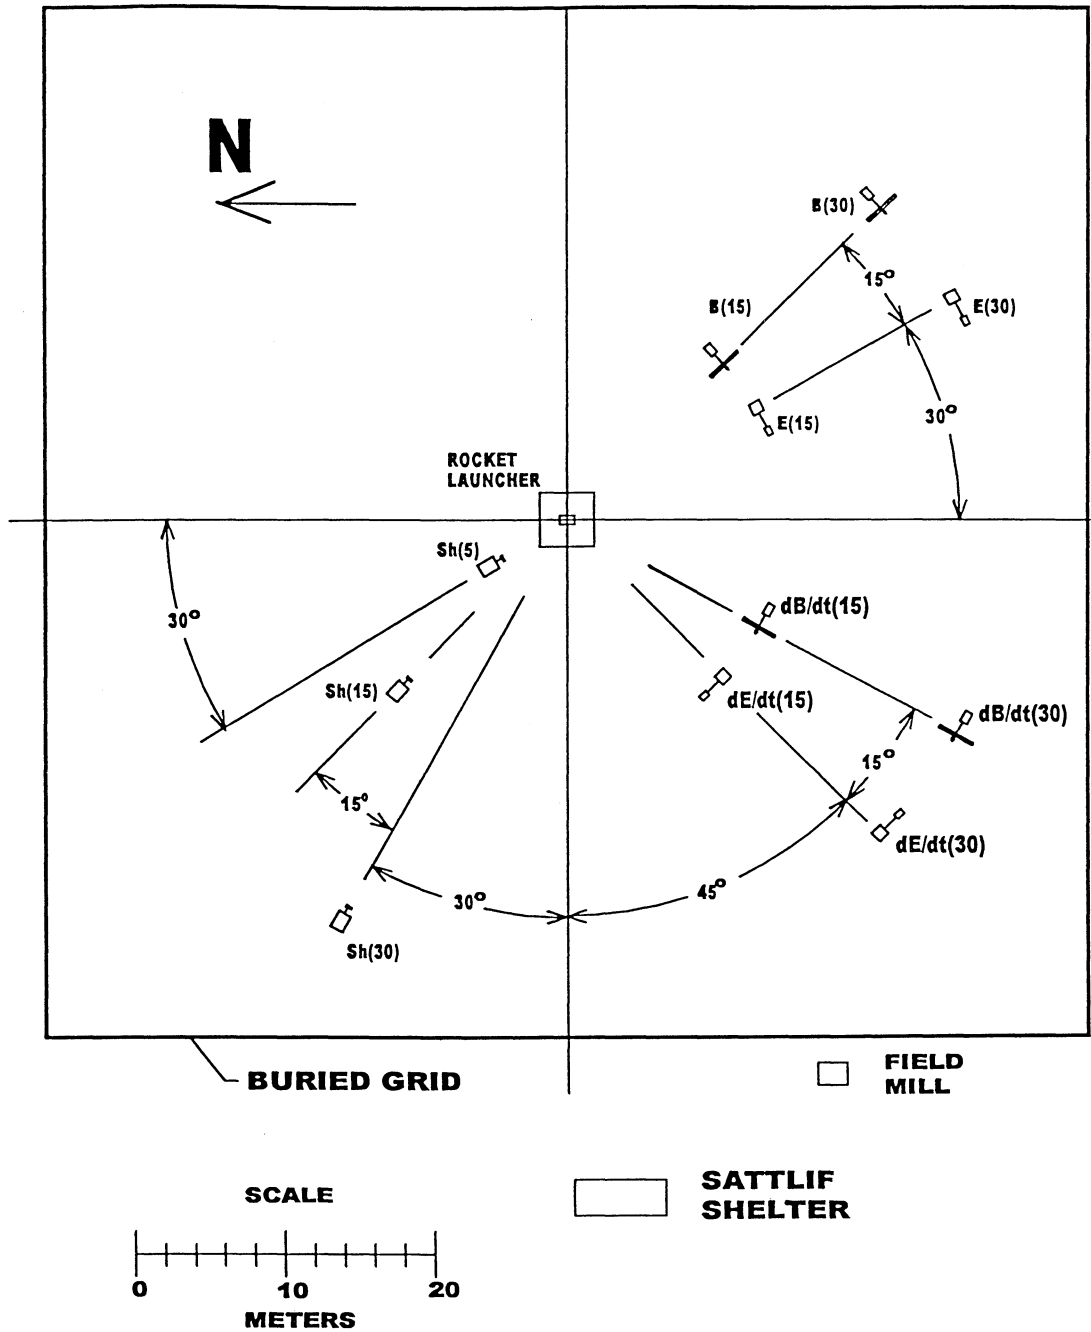 N
B(30)
15°
B(15)
E(30)
E(15)
30°
ROCKET
LAUNCHER
Sh(5)
dB/dt(15)
30°
Sh(15)
dE/dt(15)
dB/dt(30)
15°
15°
dE/dt(30)
30°
45°
Sh(30)
BURIED GRID
FIELD
MILL
SATTLIF
SHELTER
SCALE
0 10 20
METERS